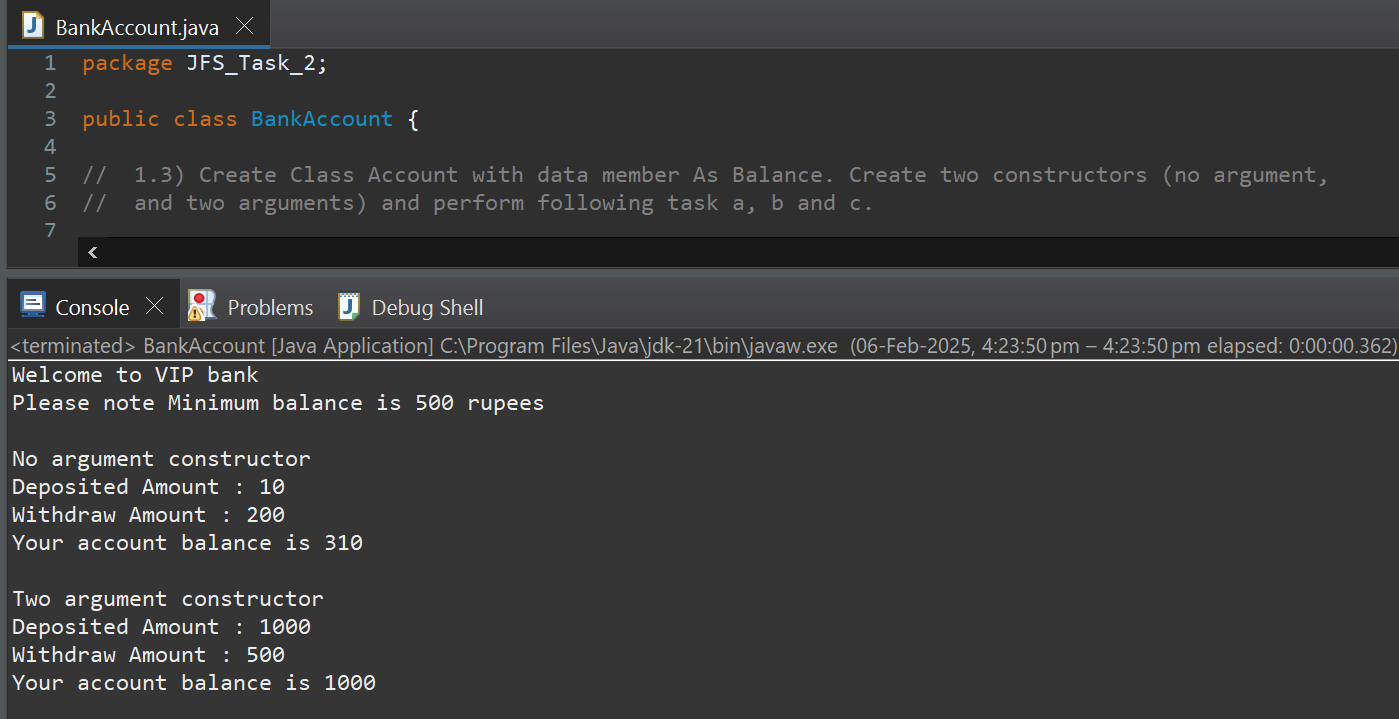 BankAccount.java
1 package JFS_Task_2;
2
3 public class BankAccount {
4
5 // 1.3) Create Class Account with data member As Balance. Create two constructors (no argument,
6 // and two arguments) and perform following task a, b and c.
7
Console Problems Debug Shell
<terminated> BankAccount [Java Application] C:\Program Files\Java\jdk-21\bin\javaw.exe (06-Feb-2025, 4:23:50 pm – 4:23:50 pm elapsed: 0:00:00.362)
Welcome to VIP bank
Please note Minimum balance is 500 rupees
No argument constructor
Deposited Amount : 10
Withdraw Amount : 200
Your account balance is 310
Two argument constructor
Deposited Amount : 1000
Withdraw Amount : 500
Your account balance is 1000